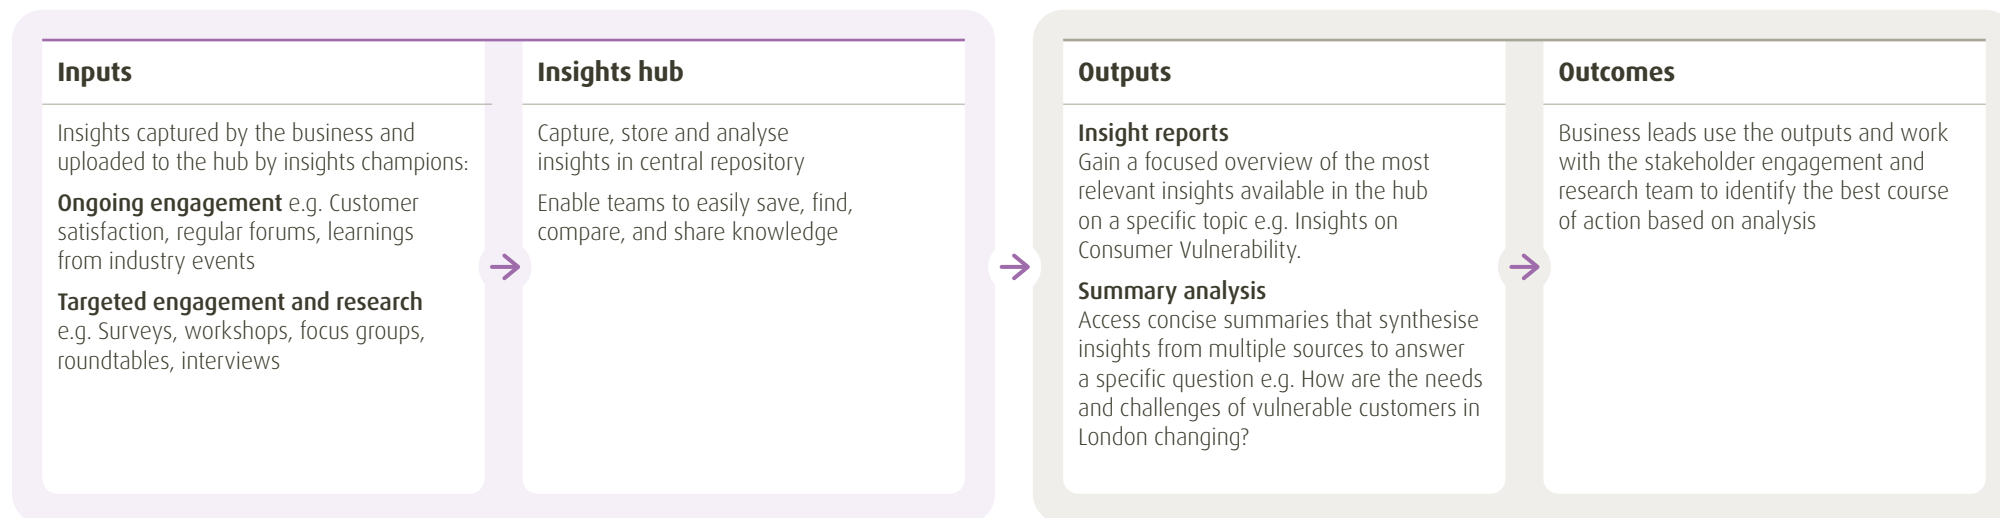 Inputs
Insights captured by the business and
uploaded to the hub by insights champions:
Ongoing engagement e.g. Customer
satisfaction, regular forums, learnings
from industry events
Targeted engagement and research
e.g. Surveys, workshops, focus groups,
roundtables, interviews
Insights hub
Capture, store and analyse
insights in central repository
Enable teams to easily save, find,
compare, and share knowledge
Outputs
Insight reports
Gain a focused overview of the most
relevant insights available in the hub
on a specific topic e.g. Insights on
Consumer Vulnerability.
Summary analysis
Access concise summaries that synthesise
insights from multiple sources to answer
a specific question e.g. How are the needs
and challenges of vulnerable customers in
London changing?
Outcomes
Business leads use the outputs and work
with the stakeholder engagement and
research team to identify the best course
of action based on analysis